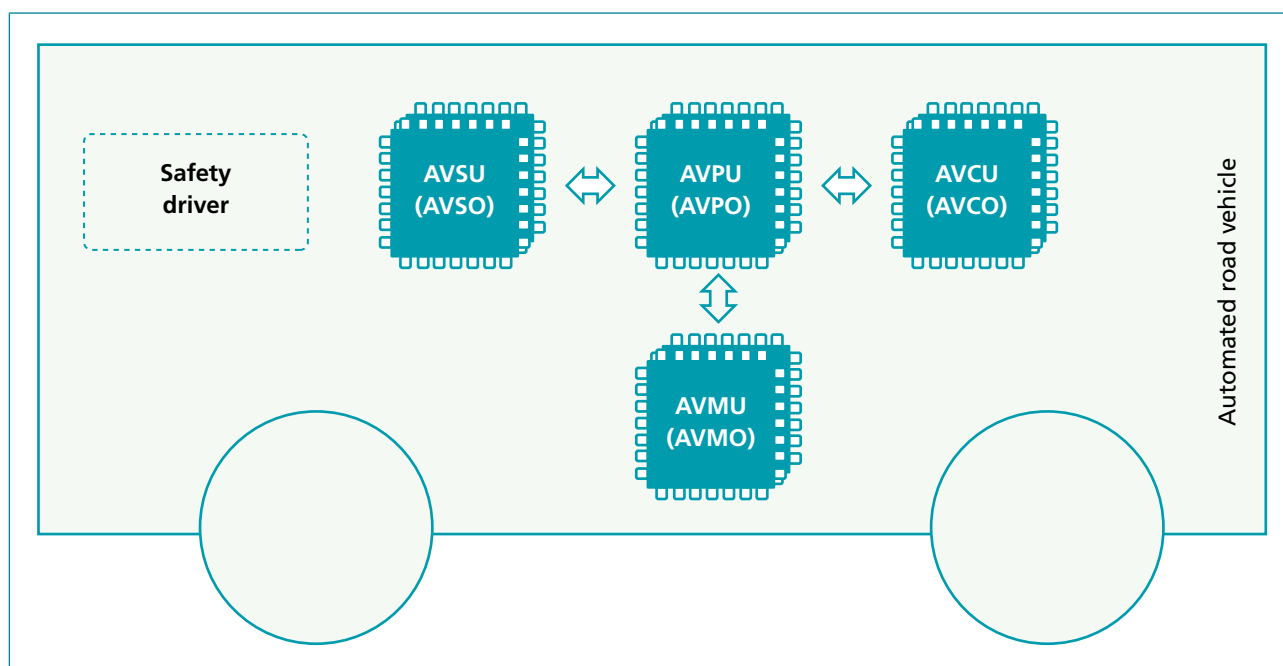 Safety
driver
AVSU
(AVSO)
AVPU
(AVPO)
AVCU
(AVCO)
AVMU
(AVMO)
Automated road vehicle